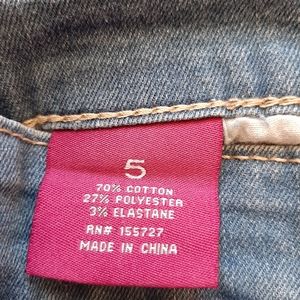 5
70% COTTON
27% POLYESTER
3% ELASTANE
RN# 155727
MADE IN CHINA